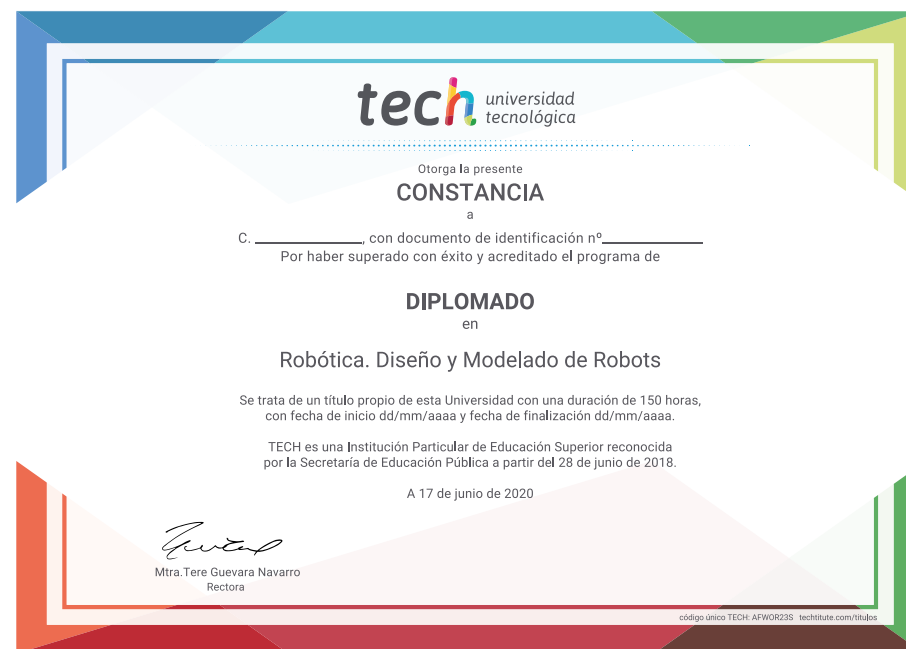 tech universidad
tecnológica
Otorga la presente
CONSTANCIA
a
C. ______________, con documento de identificación nº_____________
Por haber superado con éxito y acreditado el programa de
DIPLOMADO
en
Robótica. Diseño y Modelado de Robots
Se trata de un título propio de esta Universidad con una duración de 150 horas,
con fecha de inicio dd/mm/aaaa y fecha de finalización dd/mm/aaaa.
TECH es una Institución Particular de Educación Superior reconocida
por la Secretaría de Educación Pública a partir del 28 de junio de 2018.
A 17 de junio de 2020
Mtra.Tere Guevara Navarro
Rectora
código único TECH: AFWOR23S techtitute.com/titulos